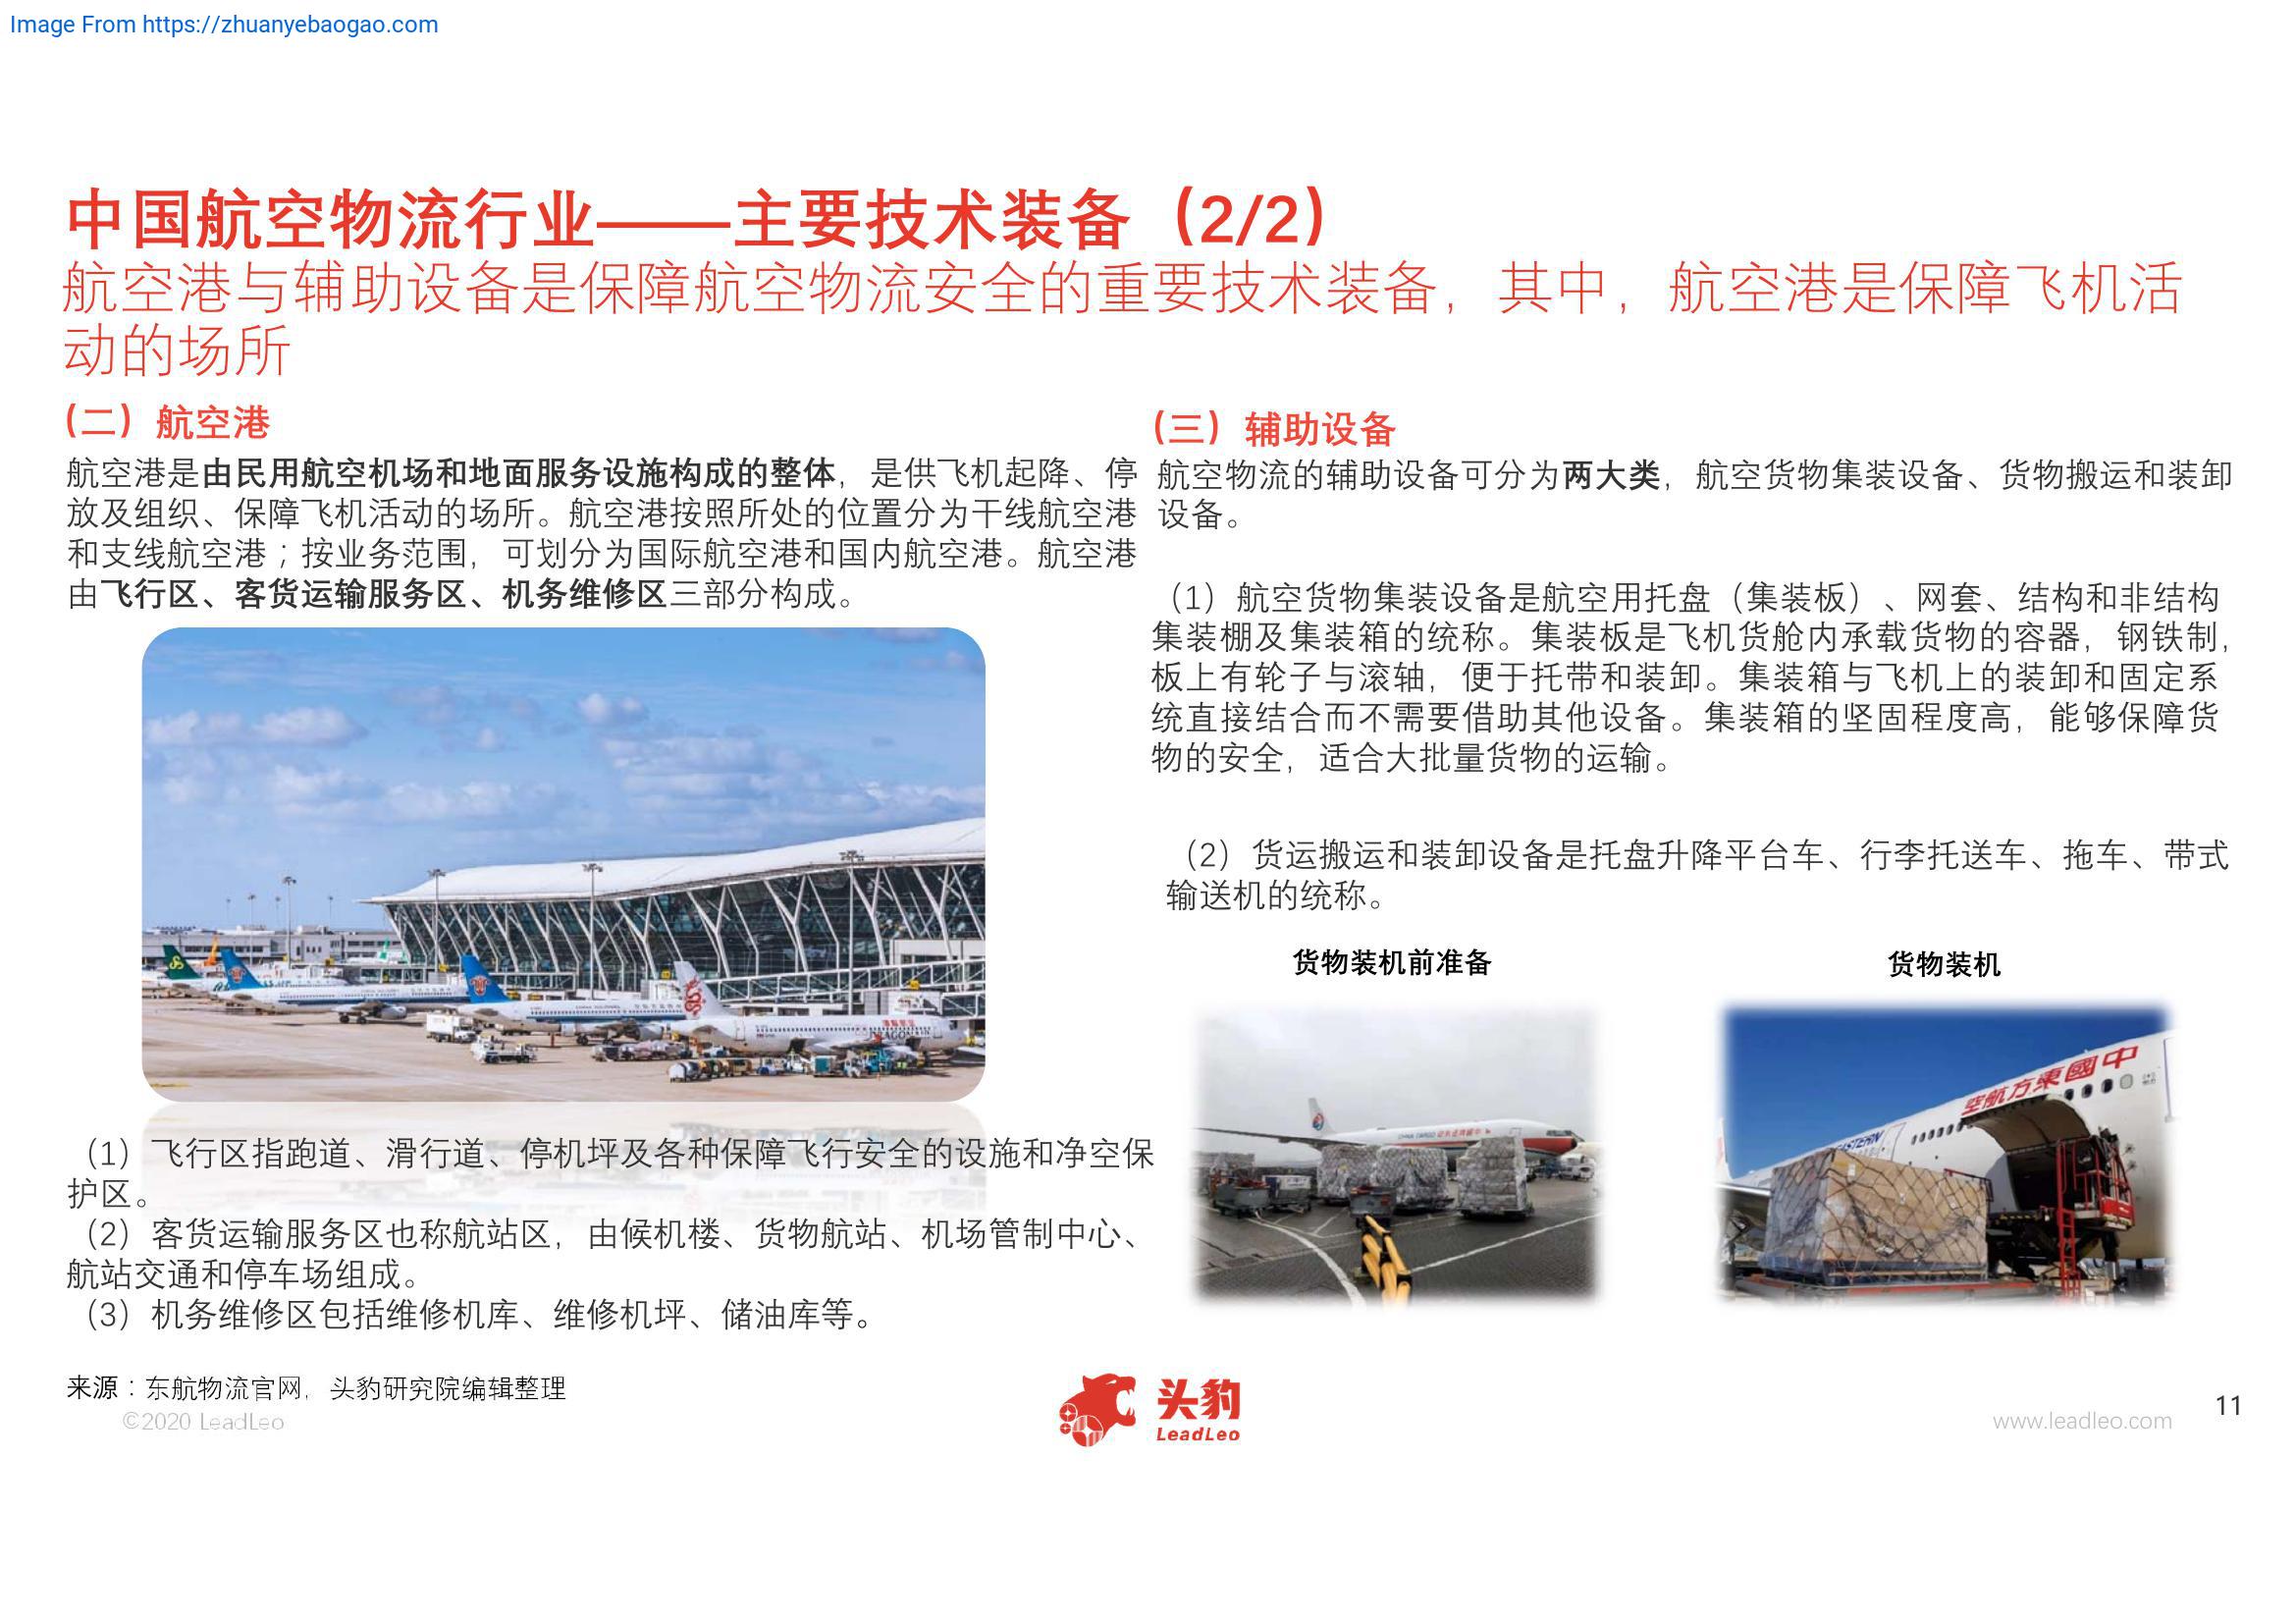 Image From https://zhuanyebaogao.com
中国航空物流行业——主要技术装备（2/2）
航空港与辅助设备是保障航空物流安全的重要技术装备，其中，航空港是保障飞机活
动的场所
（二）航空港
航空港是由民用航空机场和地面服务设施构成的整体，是供飞机起降、停
放及组织、保障飞机活动的场所。航空港按照所处的位置分为干线航空港
和支线航空港；按业务范围，可划分为国际航空港和国内航空港。航空港
由飞行区、客货运输服务区、机务维修区三部分构成。
（1）飞行区指跑道、滑行道、停机坪及各种保障飞行安全的设施和净空保
护区。
（2）客货运输服务区也称航站区，由候机楼、货物航站、机场管制中心、
航站交通和停车场组成。
（3）机务维修区包括维修机库、维修机坪、储油库等。
（三）辅助设备
航空物流的辅助设备可分为两大类，航空货物集装设备、货物搬运和装卸
设备。
（1）航空货物集装设备是航空用托盘（集装板）、网套、结构和非结构
集装棚及集装箱的统称。集装板是飞机货舱内承载货物的容器，钢铁制，
板上有轮子与滚轴，便于托带和装卸。集装箱与飞机上的装卸和固定系
统直接结合而不需要借助其他设备。集装箱的坚固程度高，能够保障货
物的安全，适合大批量货物的运输。
（2）货运搬运和装卸设备是托盘升降平台车、行李托送车、拖车、带式
输送机的统称。
货物装机前准备
货物装机
CHINA CARGO
空航方東國中
EASTERN
来源：东航物流官网，头豹研究院编辑整理
©2020 LeadLeo
头豹
LeadLeo
www.leadleo.com
11